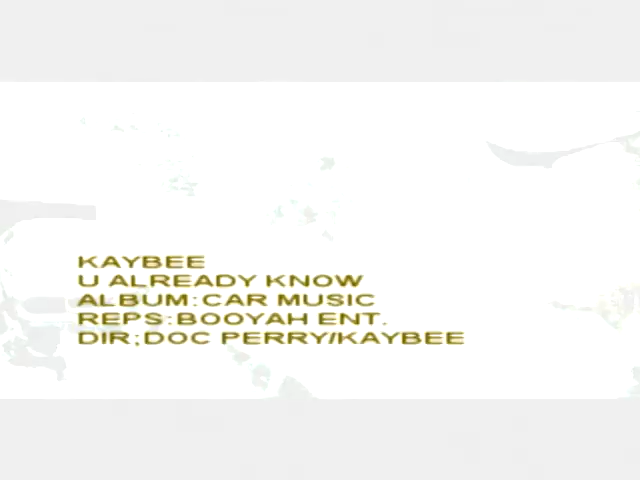 KAYBEE
U ALREADY KNOW
ALBUM:CAR MUSIC
REPS:BOOYAH ENT.
DIR;DOC PERRY/KAYBEE